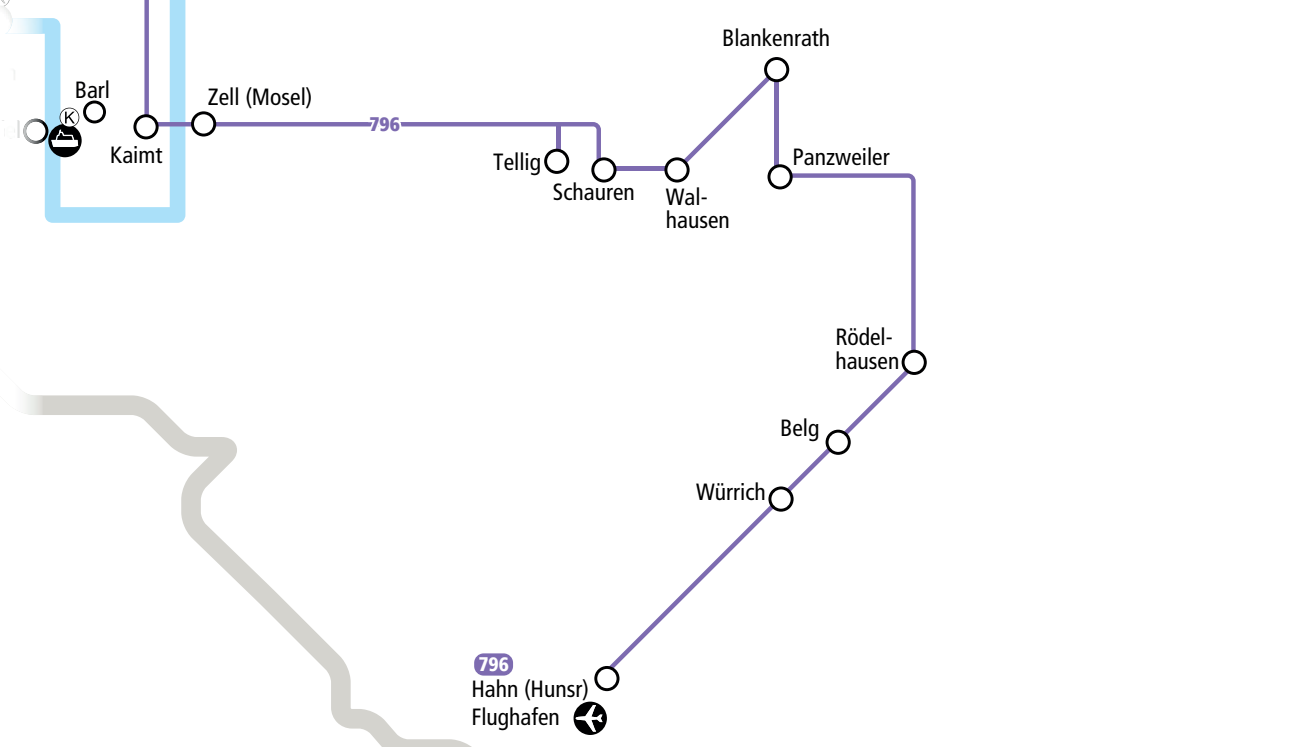 Blankenrath
Barl
Zell (Mosel)
K
796
Kaimt
Tellig
Panzweiler
Schauren
Wal-
hausen
Rödel-
hausen
Belg
Würrich
796
Hahn (Hunsr)
Flughafen